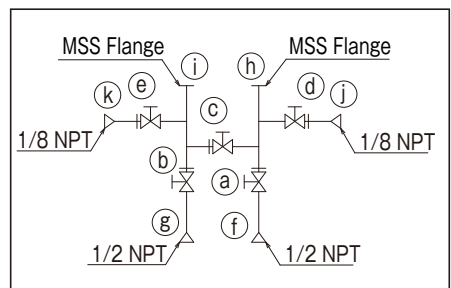 MSS Flange MSS Flange
i h
k e c d j
1/8 NPT 1/8 NPT
b a
g f
1/2 NPT 1/2 NPT